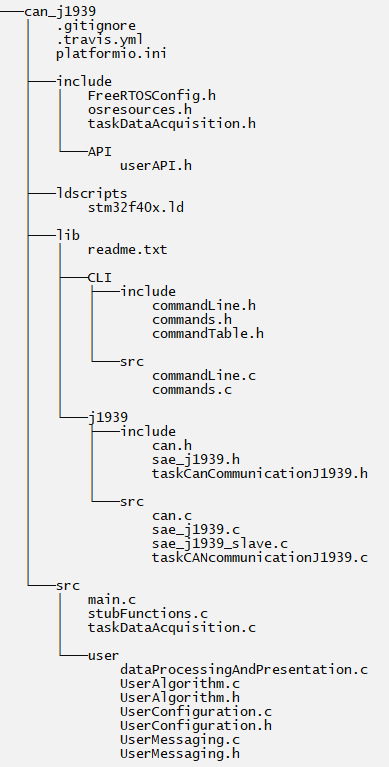 can_j1939
.gitignore
.travis.yml
platformio.ini
include
FreeRTOSConfig.h
osresources.h
taskDataAcquisition.h
API
userAPI.h
ldscripts
stm32f40x.ld
lib
readme.txt
CLI
include
commandLine.h
commands.h
commandTable.h
src
commandLine.c
commands.c
j1939
include
can.h
sae_j1939.h
taskCanCommunicationJ1939.h
src
can.c
sae_j1939.c
sae_j1939_slave.c
taskCANcommunicationJ1939.c
src
main.c
stubFunctions.c
taskDataAcquisition.c
user
dataProcessingAndPresentation.c
UserAlgorithm.c
UserAlgorithm.h
UserConfiguration.c
UserConfiguration.h
UserMessaging.c
UserMessaging.h